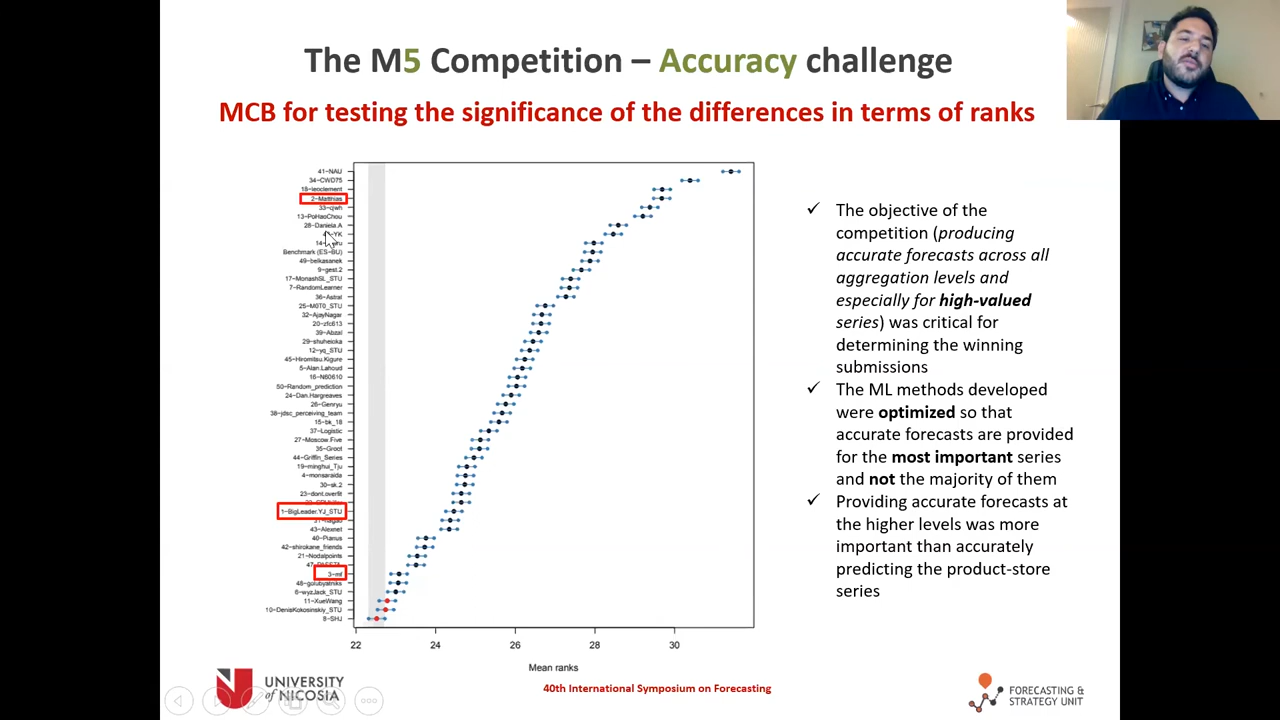 The M5 Competition – Accuracy challenge
MCB for testing the significance of the differences in terms of ranks
41-NAU
34-CWD75
18-leoclement
2-Matthias
33-cjwh
13-PoHaoChou
28-Daniela.A
YK
Benchmark (ES-BU)
49-belkasanek
9-gest.2
17-MonashSL_STU
7-RandomLearner
36-Astral
25-M0T0_STU
32-AjayNagar
20-zfc613
39-Abzal
29-shuheioka
12-yq_STU
45-Hiromitsu.Kigure
5-Alan.Lahoud
16-N60610
50-Random_prediction
24-Dan.Hargreaves
26-Genryu
38-jdsc_perceiving_team
15-bk_18
37-Logistic
27-Moscow.Five
35-Groot
44-Griffin_Series
19-minghui_Tju
4-monsaraida
30-sk.2
23-dont.overfit
1-BigLeader.YJ_STU
43-Alexnet
40-Pianus
42-shirokane_friends
21-Nodalpoints
3-mf
48-golubyatniks
6-wyzJack_STU
11-XueWang
10-DenisKokosinskiy_STU
8-SHJ
22 24 26 28 30
Mean ranks
✓ The objective of the
competition (producing
accurate forecasts across all
aggregation levels and
especially for high-valued
series) was critical for
determining the winning
submissions
✓ The ML methods developed
were optimized so that
accurate forecasts are provided
for the most important series
and not the majority of them
✓ Providing accurate forecasts at
the higher levels was more
important than accurately
predicting the product-store
series
UNIVERSITY
of NICOSIA
40th International Symposium on Forecasting
FORECASTING &
STRATEGY UNIT